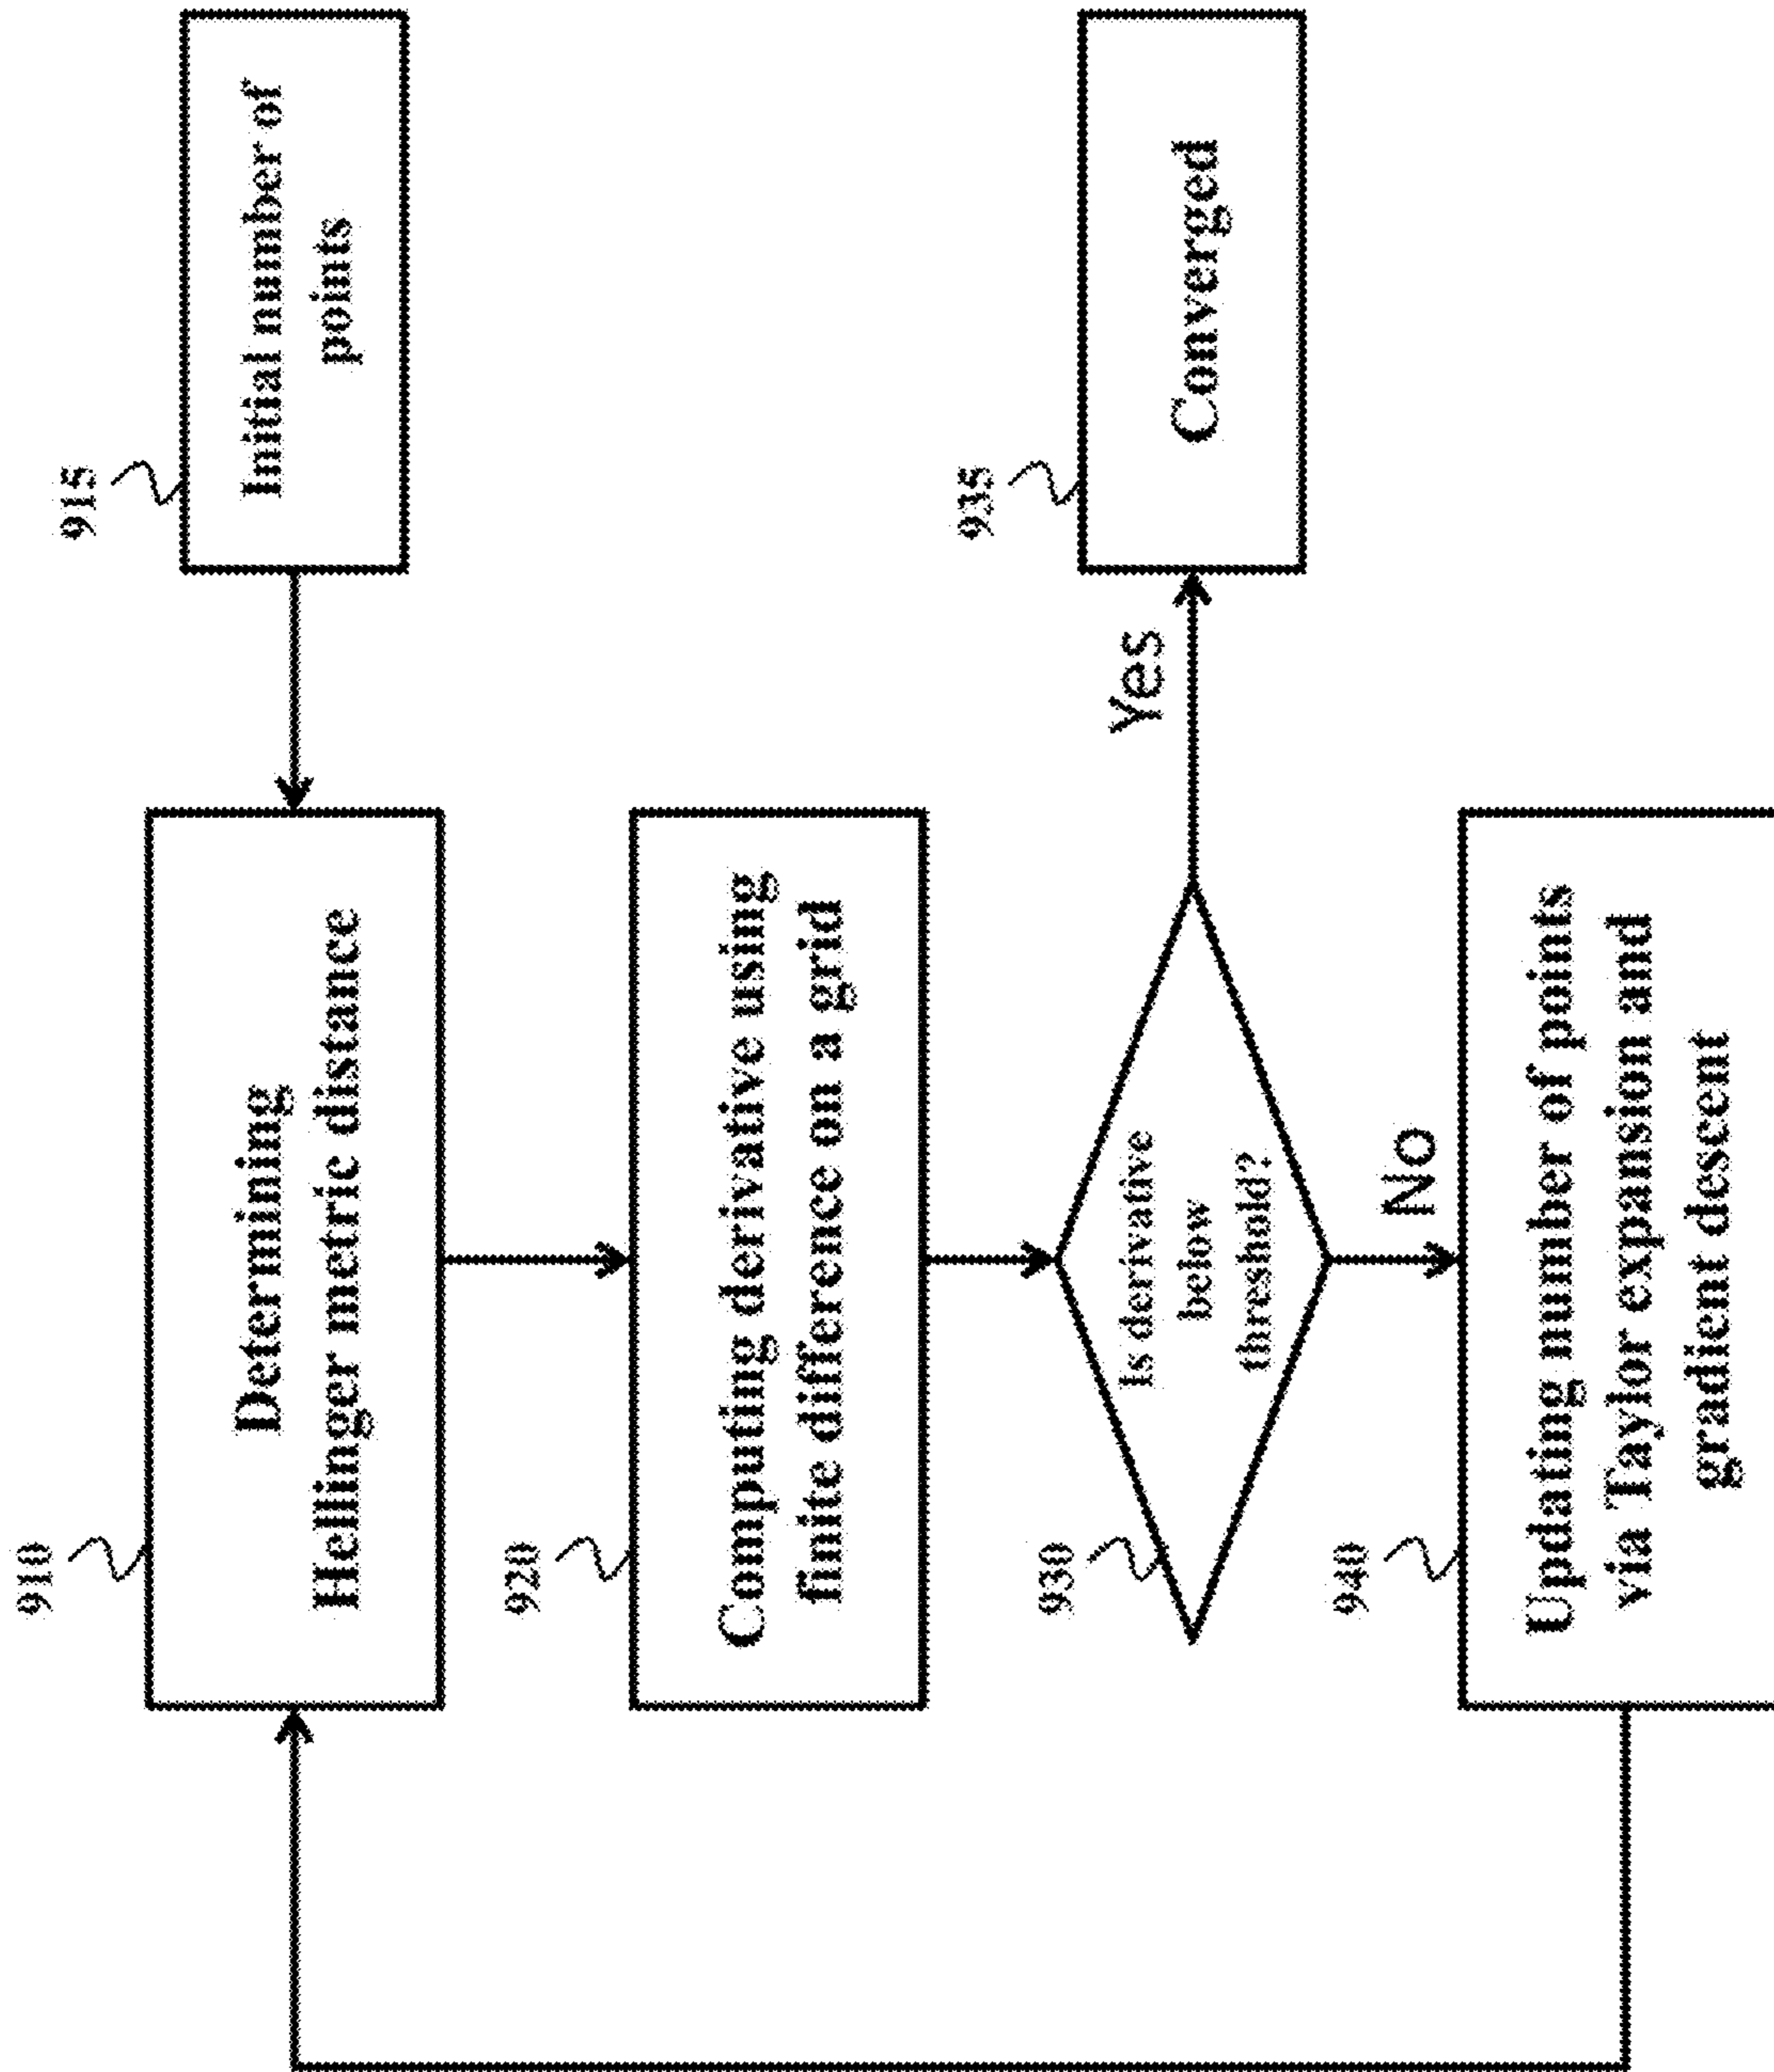 910
Determining
Hellinger metric distance
915
Initial number of
points
920
Computing derivative using
finite difference on a grid
930
Is derivative
below
threshold?
Yes
935
Converged
No
940
Updating number of points
via Taylor expansion and
gradient descent